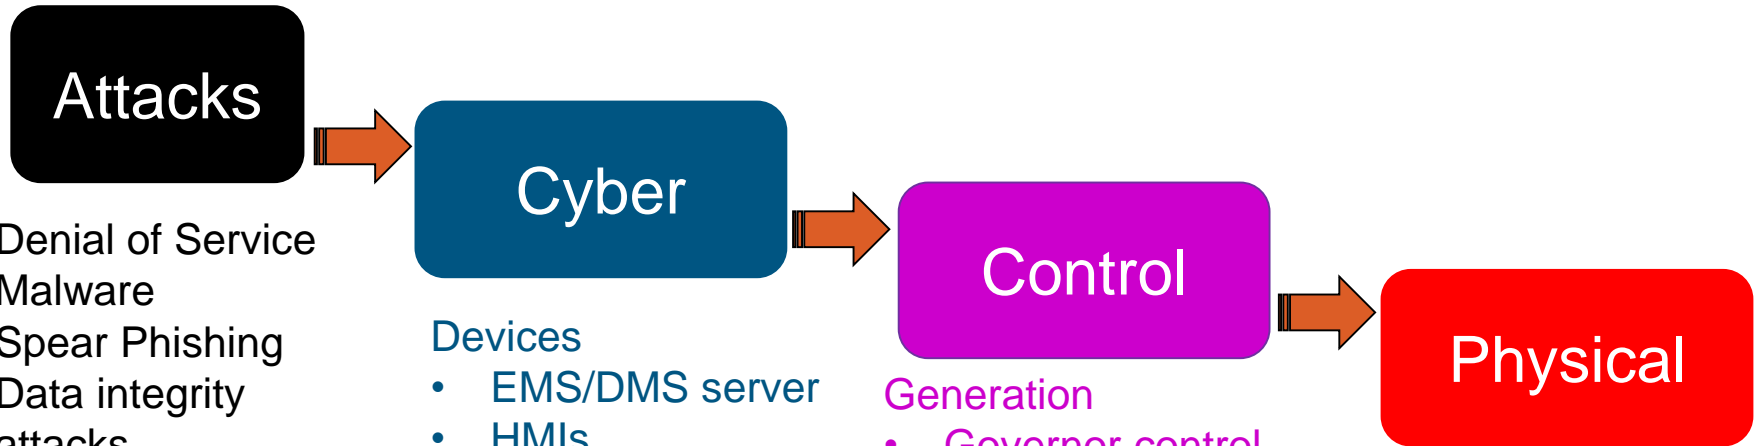 Attacks
Cyber
Control
Physical
Denial of Service
Malware
Spear Phishing
Data integrity
attacks
Devices
• EMS/DMS server
• HMIs
Generation
• Governor control